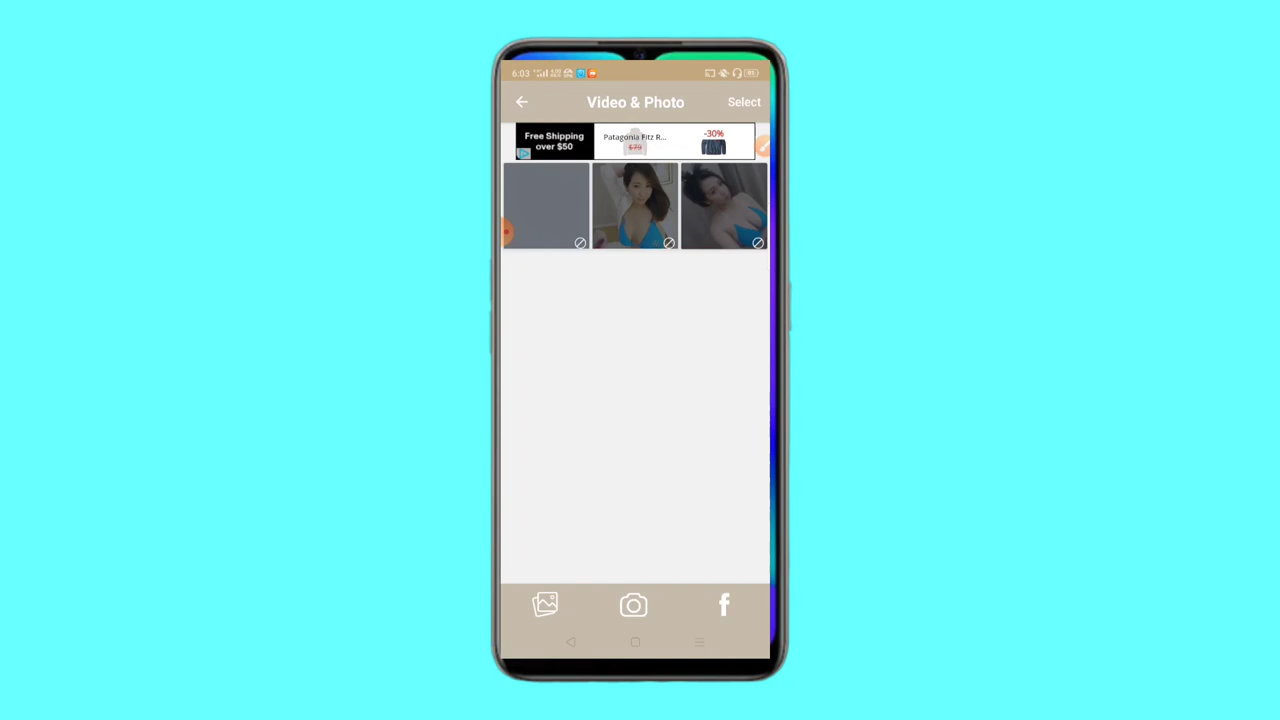 6:03
Video & Photo
Select
Free Shipping
over $50
Patagonia Fitz R...
$79
-30%